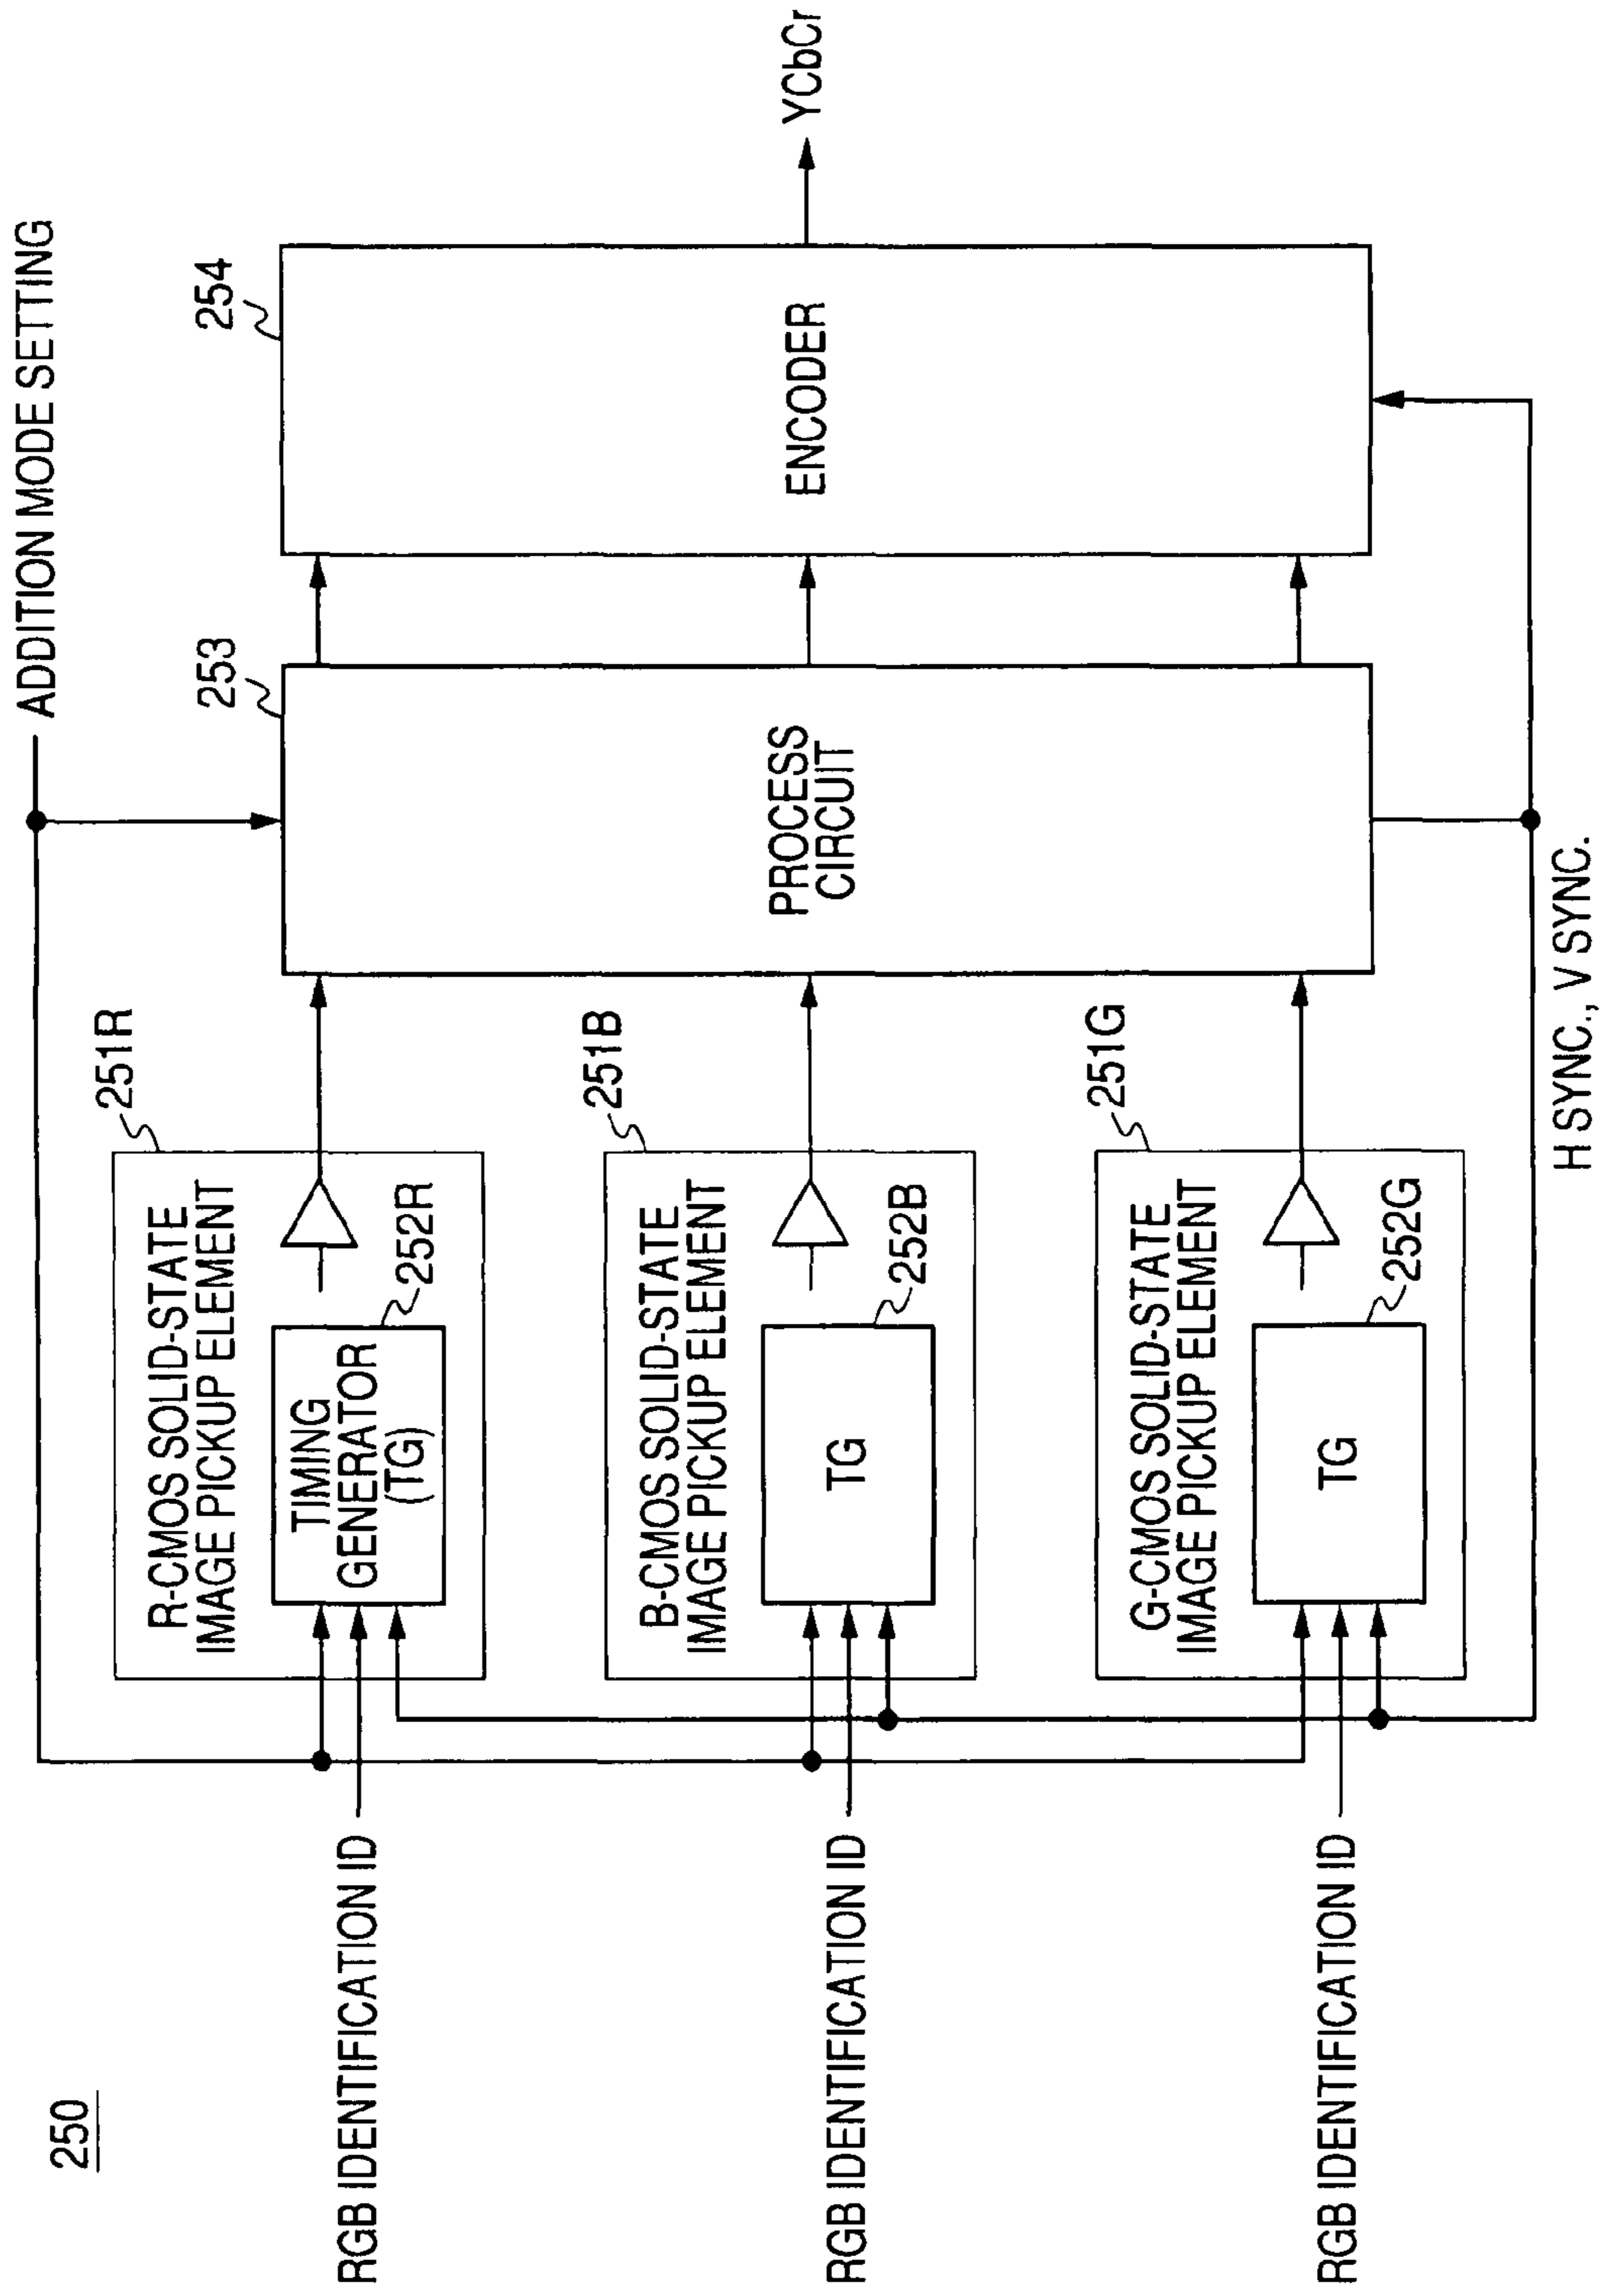 250
ADDITION MODE SETTING
251R
R-CMOS SOLID-STATE
IMAGE PICKUP ELEMENT
TIMING
GENERATOR
(TG)
252R
RGB IDENTIFICATION ID
251B
B-CMOS SOLID-STATE
IMAGE PICKUP ELEMENT
TG
252B
RGB IDENTIFICATION ID
251G
G-CMOS SOLID-STATE
IMAGE PICKUP ELEMENT
TG
252G
RGB IDENTIFICATION ID
253
PROCESS
CIRCUIT
254
ENCODER
YCbCr
H SYNC., V SYNC.